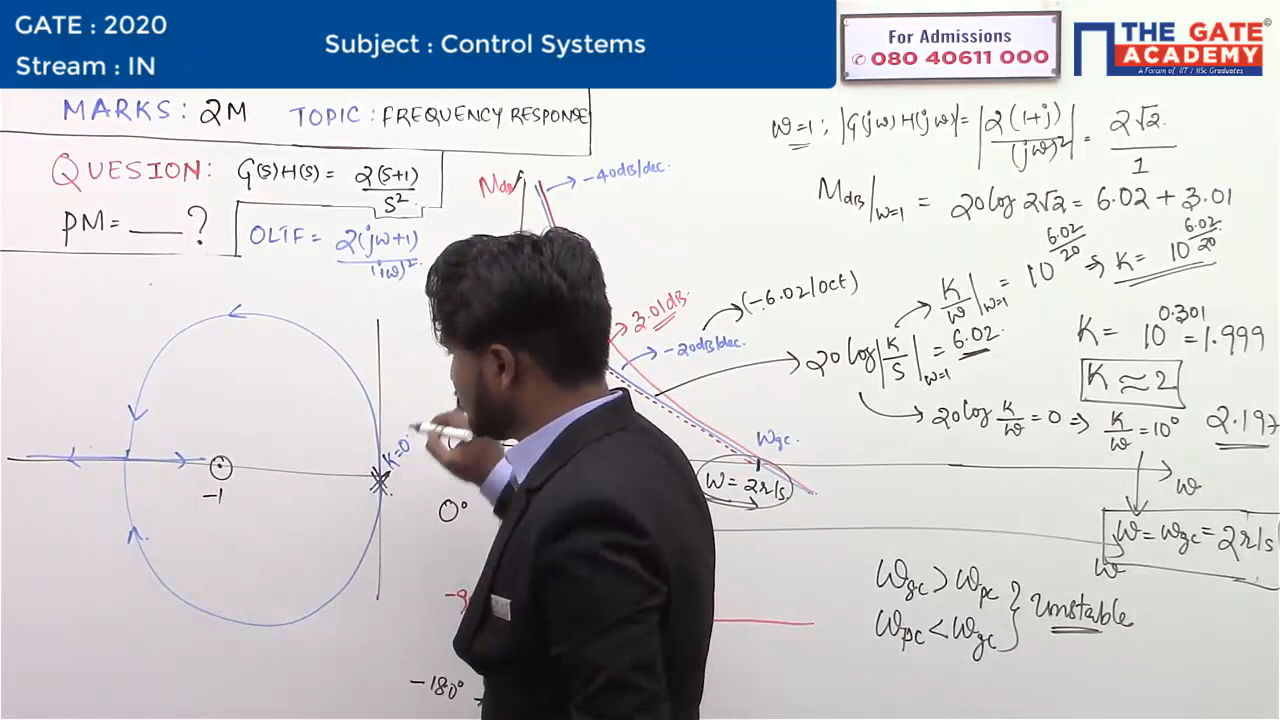 GATE : 2020
Stream : IN
Subject : Control Systems
For Admissions
080 40611 000
THE GATE ACADEMY
A Forum of IIT / IISc Graduates
MARKS: 2M TOPIC: FREQUENCY RESPONSE
QUESION: G(s)H(s) = 2(s+1)/s²
PM = ___ ?
OLTF = 2(jω+1)/(jω)²
ω=1; |G(jω)H(jω)| = |2(1+j)/(jω)²| = 2√2/1
MdB|ω=1 = 20log 2√2 = 6.02 + 3.01
MdB
-40dB/dec.
3.01dB
(-6.02/oct)
-20dB/dec.
20log|K/s|ω=1 = 6.02
K/ω|ω=1 = 10^(6.02/20) ⇒ K = 10^(6.02/20)
K = 10^0.301 = 1.999
K ≈ 2
20log K/ω = 0 ⇒ K/ω = 10⁰
2.197
ω = ωgc = 2r/s
ωgc
ω = 2r/s
ω
ω
K=0
-1
0°
-180°
ωgc > ωpc
ωpc < ωgc
Unstable